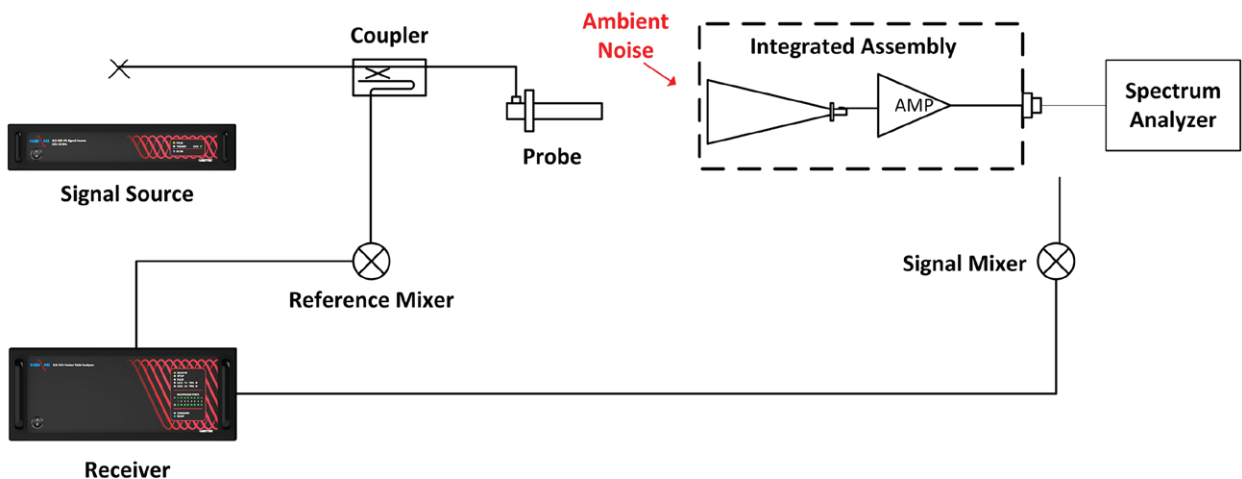 Coupler
Ambient
Noise
Integrated Assembly
AMP
Spectrum
Analyzer
Probe
Signal Source
Signal Mixer
Reference Mixer
Receiver